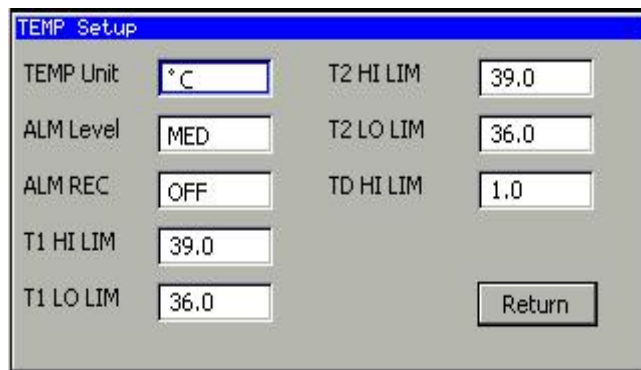 TEMP Setup
TEMP Unit °C T2 HI LIM 39.0
ALM Level MED T2 LO LIM 36.0
ALM REC OFF TD HI LIM 1.0
T1 HI LIM 39.0
T1 LO LIM 36.0 Return